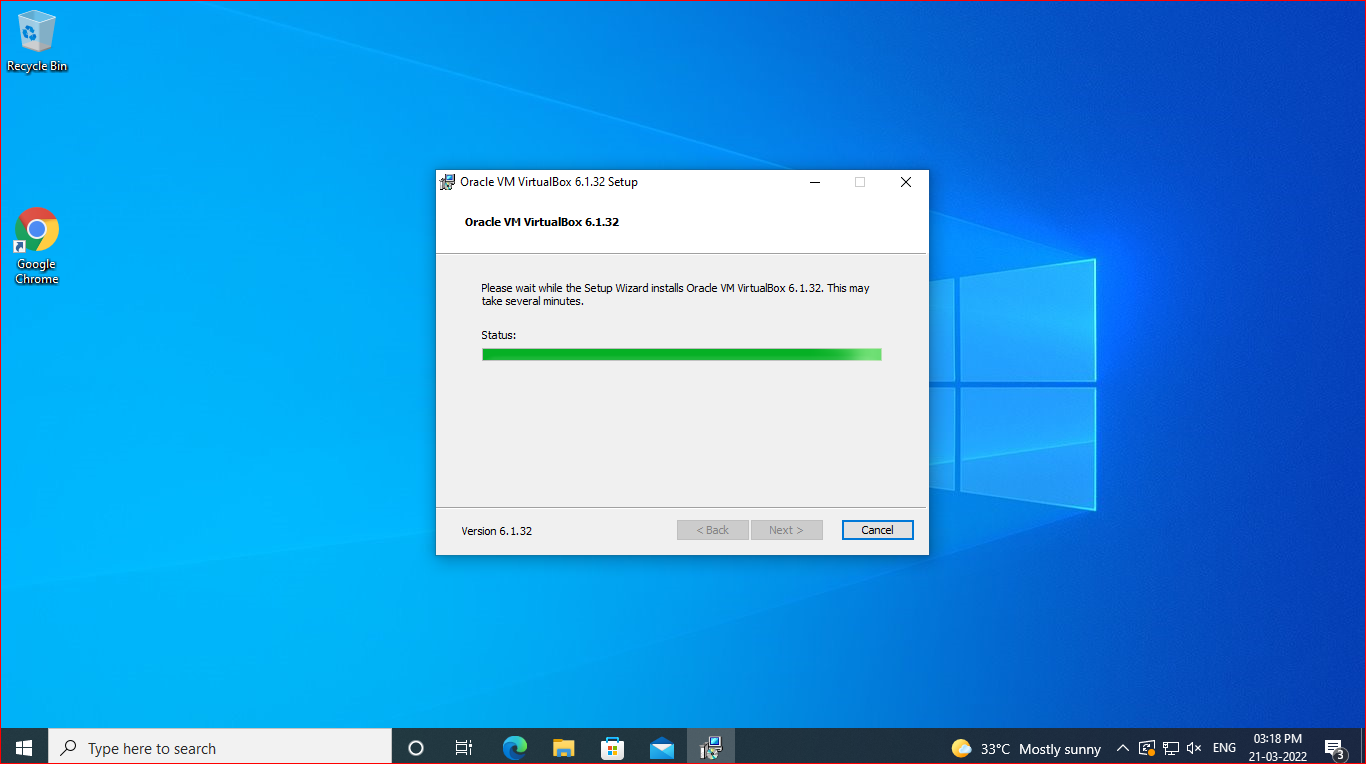 Recycle Bin
Google
Chrome
Oracle VM VirtualBox 6.1.32 Setup
Oracle VM VirtualBox 6.1.32
Please wait while the Setup Wizard installs Oracle VM VirtualBox 6.1.32. This may
take several minutes.
Status:
Version 6.1.32
< Back
Next >
Cancel
Type here to search
33°C Mostly sunny
ENG
03:18 PM
21-03-2022
3